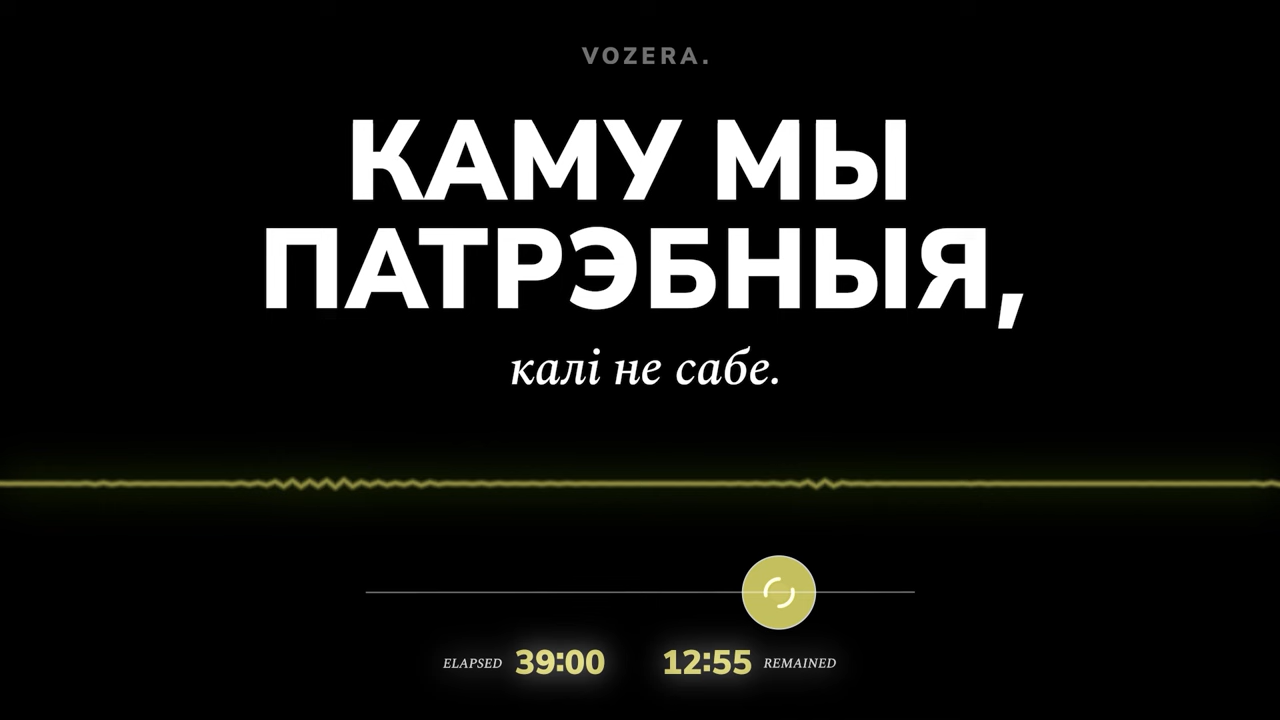 VOZERA.
КАМУ МЫ
ПАТРЭБНЫЯ,
калі не сабе.
ELAPSED 39:00 12:55 REMAINED